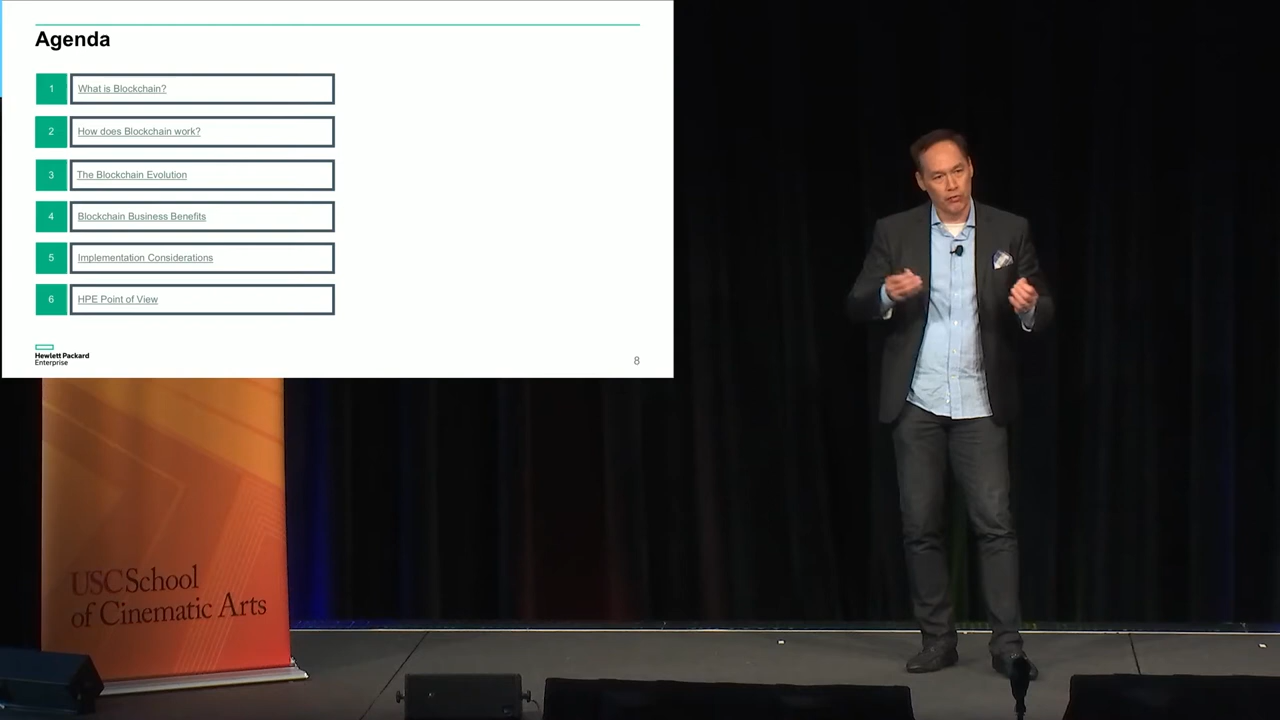 Agenda
1 What is Blockchain?
2 How does Blockchain work?
3 The Blockchain Evolution
4 Blockchain Business Benefits
5 Implementation Considerations
6 HPE Point of View
Hewlett Packard
Enterprise
8
USC School
of Cinematic Arts